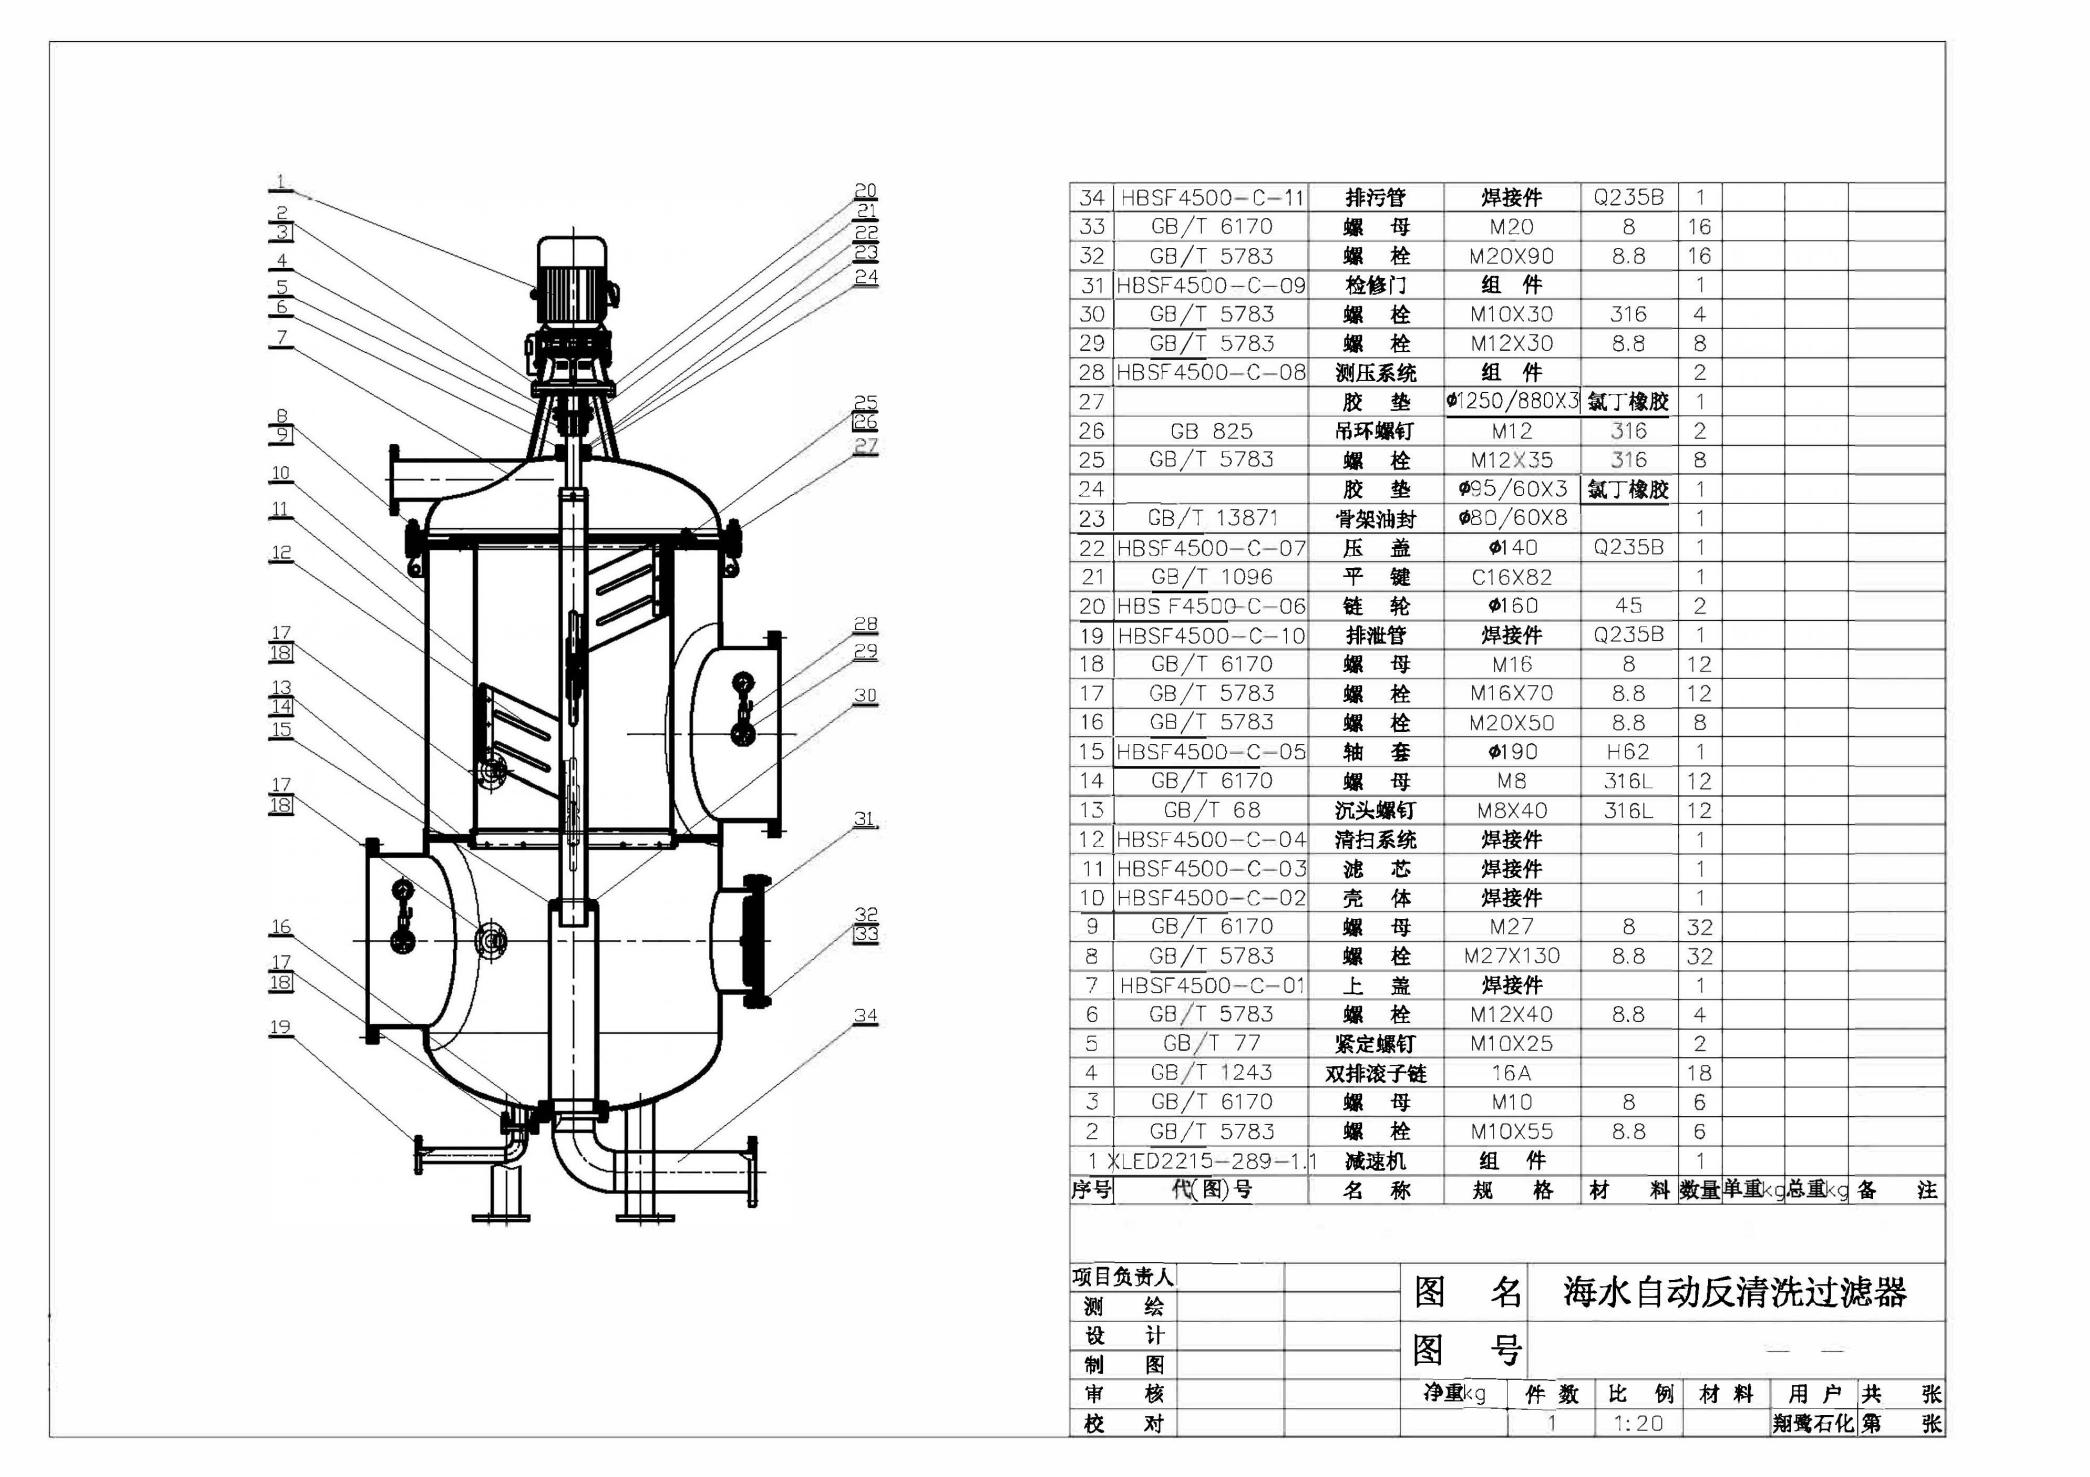 1
2
3
4
5
6
7
8
9
10
11
12
17
18
13
14
15
17
18
16
17
18
19
20
21
22
23
24
25
26
27
28
29
30
31
32
33
34
34 HBSF4500-C-11 排污管 焊接件 Q235B 1
33 GB/T 6170 螺 母 M20 8 16
32 GB/T 5783 螺 栓 M20X90 8.8 16
31 HBSF4500-C-09 检修门 组 件 1
30 GB/T 5783 螺 栓 M10X30 316 4
29 GB/T 5783 螺 栓 M12X30 8.8 8
28 HBSF4500-C-08 测压系统 组 件 2
27 胶 垫 ϕ1250/880X3 氯丁橡胶 1
26 GB 825 吊环螺钉 M12 316 2
25 GB/T 5783 螺 栓 M12X35 316 8
24 胶 垫 ϕ95/60X3 氯丁橡胶 1
23 GB/T 13871 骨架油封 ϕ80/60X8 1
22 HBSF4500-C-07 压 盖 ϕ140 Q235B 1
21 GB/T 1096 平 键 C16X82 1
20 HBSF4500-C-06 链 轮 ϕ160 45 2
19 HBSF4500-C-10 排泄管 焊接件 Q235B 1
18 GB/T 6170 螺 母 M16 8 12
17 GB/T 5783 螺 栓 M16X70 8.8 12
16 GB/T 5783 螺 栓 M20X50 8.8 8
15 HBSF4500-C-05 轴 套 ϕ190 H62 1
14 GB/T 6170 螺 母 M8 316L 12
13 GB/T 68 沉头螺钉 M8X40 316L 12
12 HBSF4500-C-04 清扫系统 焊接件 1
11 HBSF4500-C-03 滤 芯 焊接件 1
10 HBSF4500-C-02 壳 体 焊接件 1
9 GB/T 6170 螺 母 M27 8 32
8 GB/T 5783 螺 栓 M27X130 8.8 32
7 HBSF4500-C-01 上 盖 焊接件 1
6 GB/T 5783 螺 栓 M12X40 8.8 4
5 GB/T 77 紧定螺钉 M10X25 2
4 GB/T 1243 双排滚子链 16A 18
3 GB/T 6170 螺 母 M10 8 6
2 GB/T 5783 螺 栓 M10X55 8.8 6
1 XLED2215-289-1.1 减速机 组 件 1
序号 代(图)号 名 称 规 格 材 料 数量 单重kg 总重kg 备 注
项目负责人
测 绘
设 计
制 图
审 核
校 对
图 名 海水自动反清洗过滤器
图 号 — —
净重kg 件 数 比 例 材 料 用 户 共 张
1 1:20 翔鹭石化 第 张